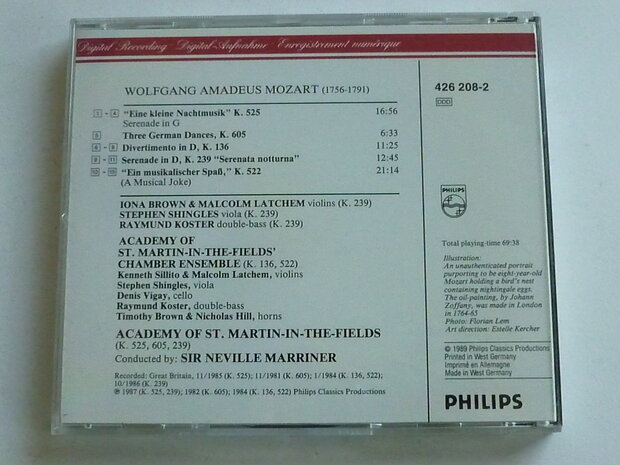 Digital Recording Digital-Aufnahme Enregistrement numérique
WOLFGANG AMADEUS MOZART (1756-1791)
1 - 4 "Eine kleine Nachtmusik" K. 525 16:56
Serenade in G
5 Three German Dances, K. 605 6:33
6 - 8 Divertimento in D, K. 136 11:25
9 - 11 Serenade in D, K. 239 "Serenata notturna" 12:45
12 - 15 "Ein musikalischer Spaß," K. 522 21:14
(A Musical Joke)
IONA BROWN & MALCOLM LATCHEM violins (K. 239)
STEPHEN SHINGLES viola (K. 239)
RAYMUND KOSTER double-bass (K. 239)
ACADEMY OF
ST. MARTIN-IN-THE-FIELDS'
CHAMBER ENSEMBLE (K. 136, 522)
Kenneth Sillito & Malcolm Latchem, violins
Stephen Shingles, viola
Denis Vigay, cello
Raymund Koster, double-bass
Timothy Brown & Nicholas Hill, horns
ACADEMY OF ST. MARTIN-IN-THE-FIELDS
(K. 525, 605, 239)
Conducted by: SIR NEVILLE MARRINER
Recorded: Great Britain, 11/1985 (K. 525); 11/1981 (K. 605); 1/1984 (K. 136, 522);
10/1986 (K. 239)
℗ 1987 (K. 525, 239); 1982 (K. 605); 1984 (K. 136, 522) Philips Classics Productions
426 208-2
DDD
PHILIPS
Total playing-time 69:38
Illustration:
An unauthenticated portrait
purporting to be eight-year-old
Mozart holding a bird's
nest containing nightingale eggs.
The oil-painting, by Johann
Zoffany, was made in London
in 1764-65
Photo: Florian Lem
Art direction: Estelle Kercher
© 1989 Philips Classics Productions
Printed in West Germany
Imprimé en Allemagne
Made in West Germany
PHILIPS